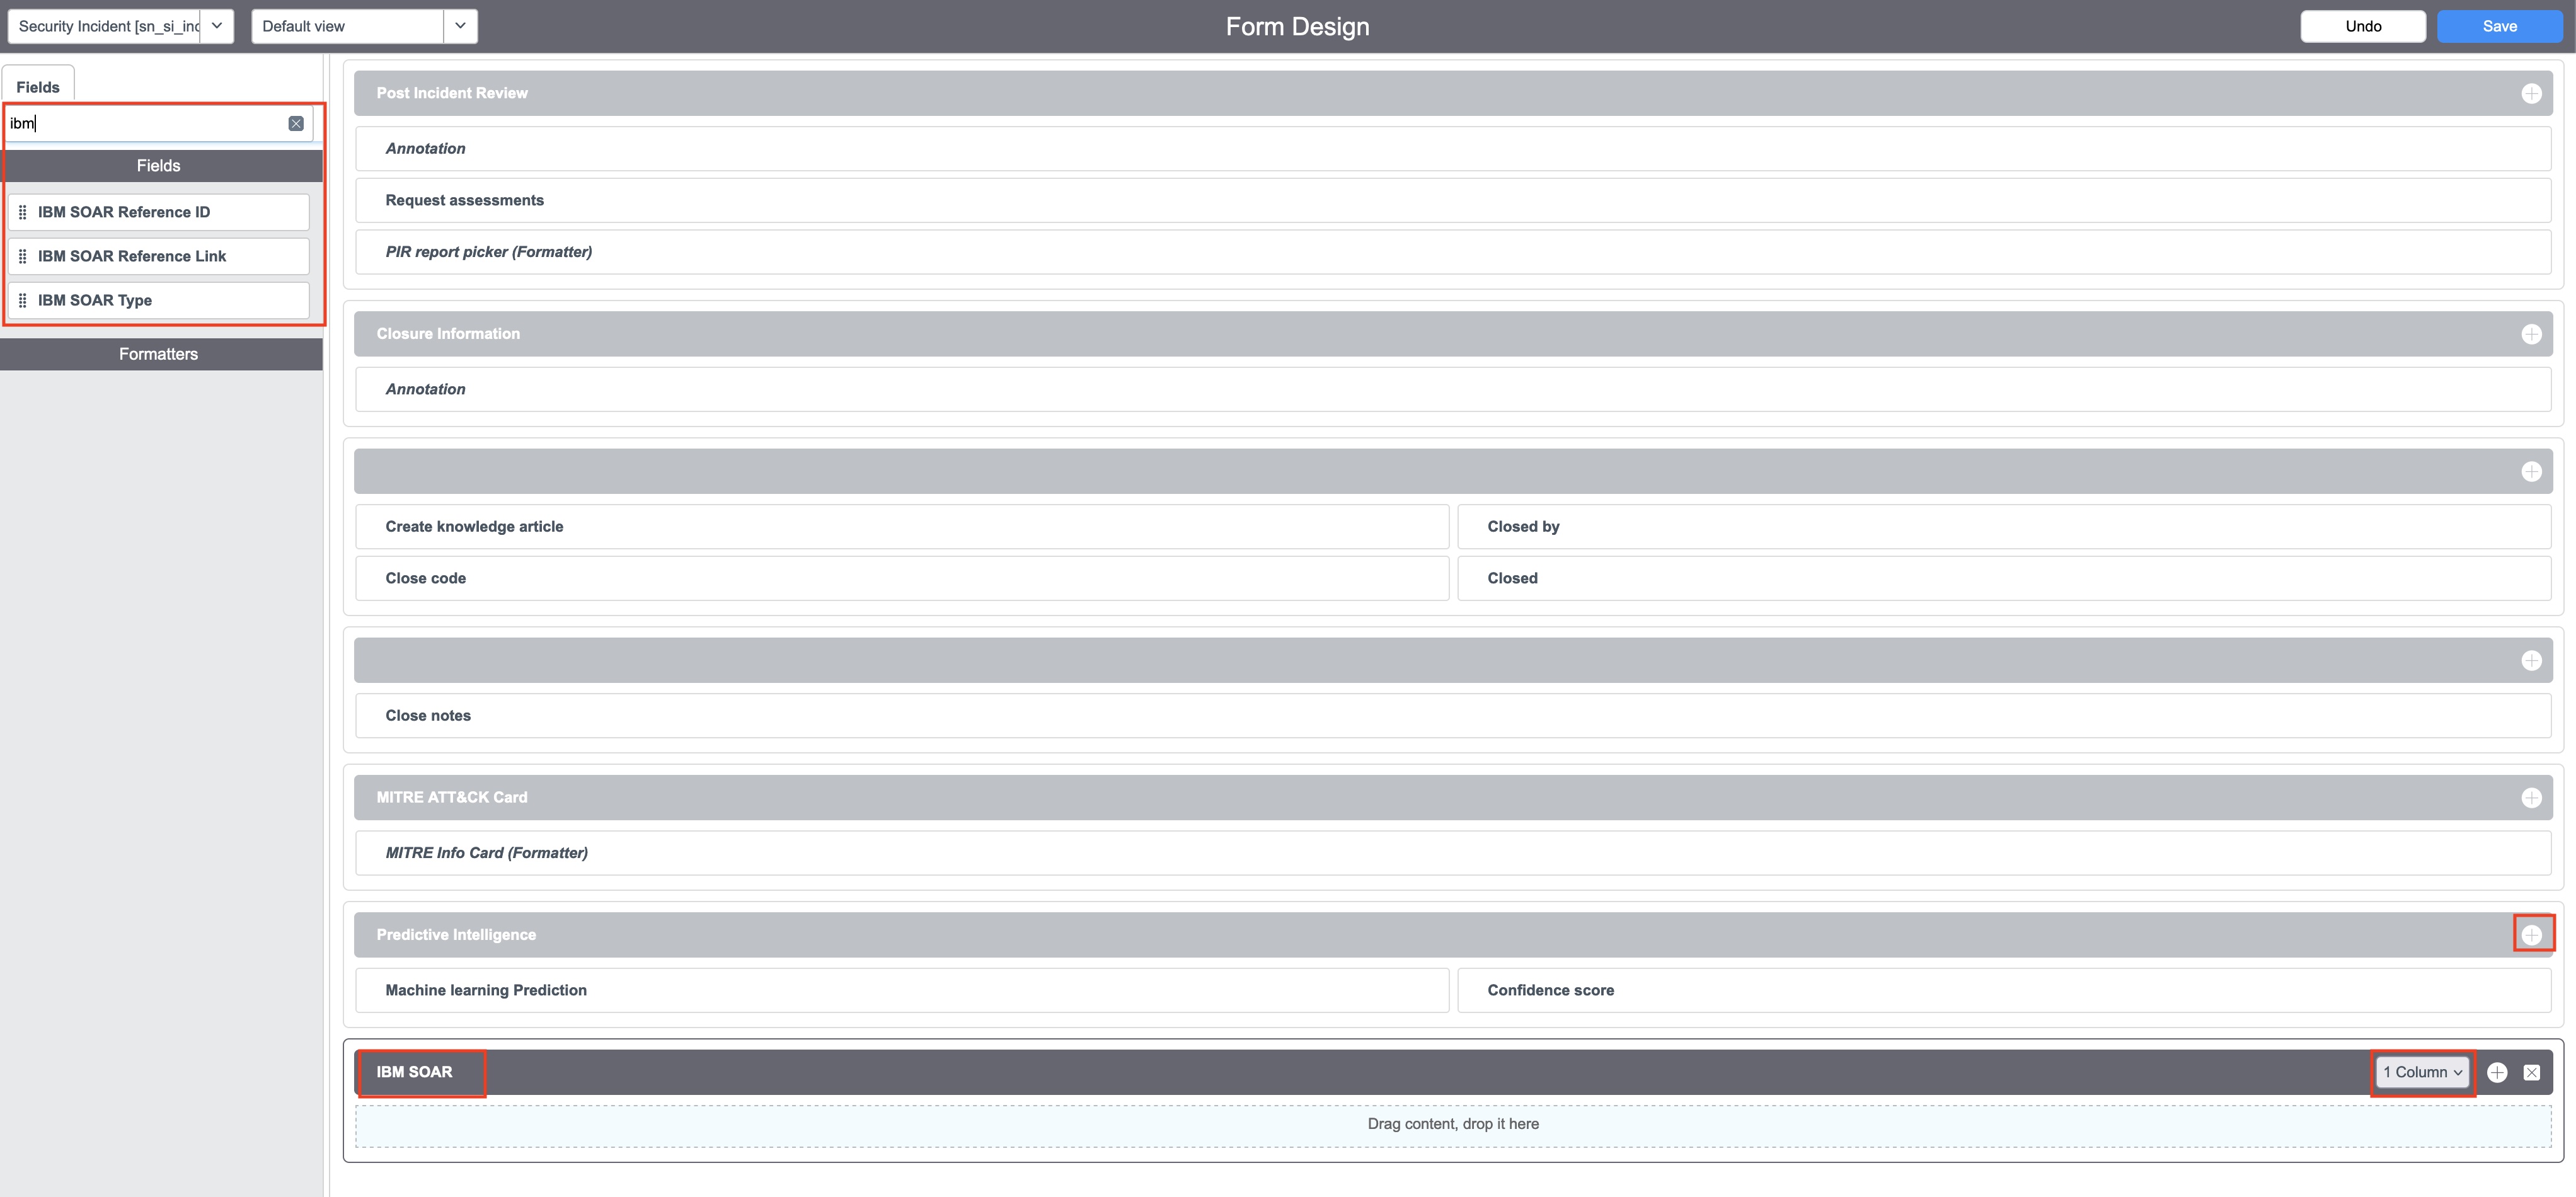 Security Incident [sn_si_inc
Default view
Form Design
Undo
Save
Fields
ibm
Fields
IBM SOAR Reference ID
IBM SOAR Reference Link
IBM SOAR Type
Formatters
Post Incident Review
Annotation
Request assessments
PIR report picker (Formatter)
Closure Information
Annotation
Create knowledge article
Closed by
Close code
Closed
Close notes
MITRE ATT&CK Card
MITRE Info Card (Formatter)
Predictive Intelligence
Machine learning Prediction
Confidence score
IBM SOAR
1 Column
Drag content, drop it here